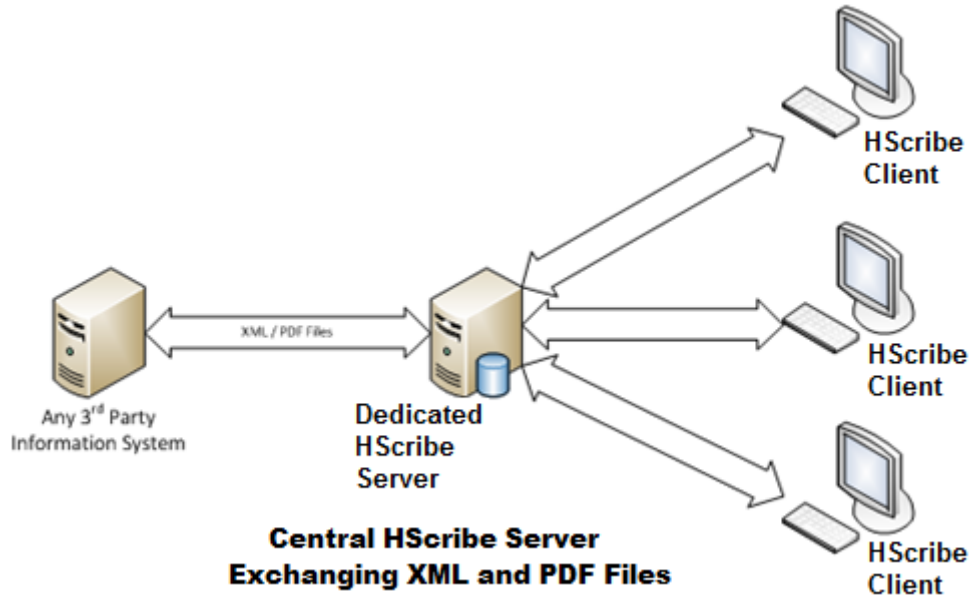 HScribe
Client
XML / PDF Files
HScribe
Client
Any 3rd Party
Information System
Dedicated
HScribe
Server
Central HScribe Server
Exchanging XML and PDF Files
HScribe
Client